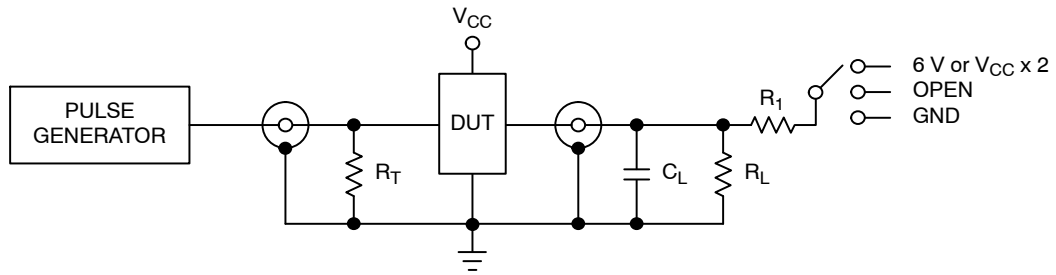 V_CC
6 V or V_CC x 2
OPEN
GND
PULSE
GENERATOR
DUT
R_1
R_T
C_L
R_L